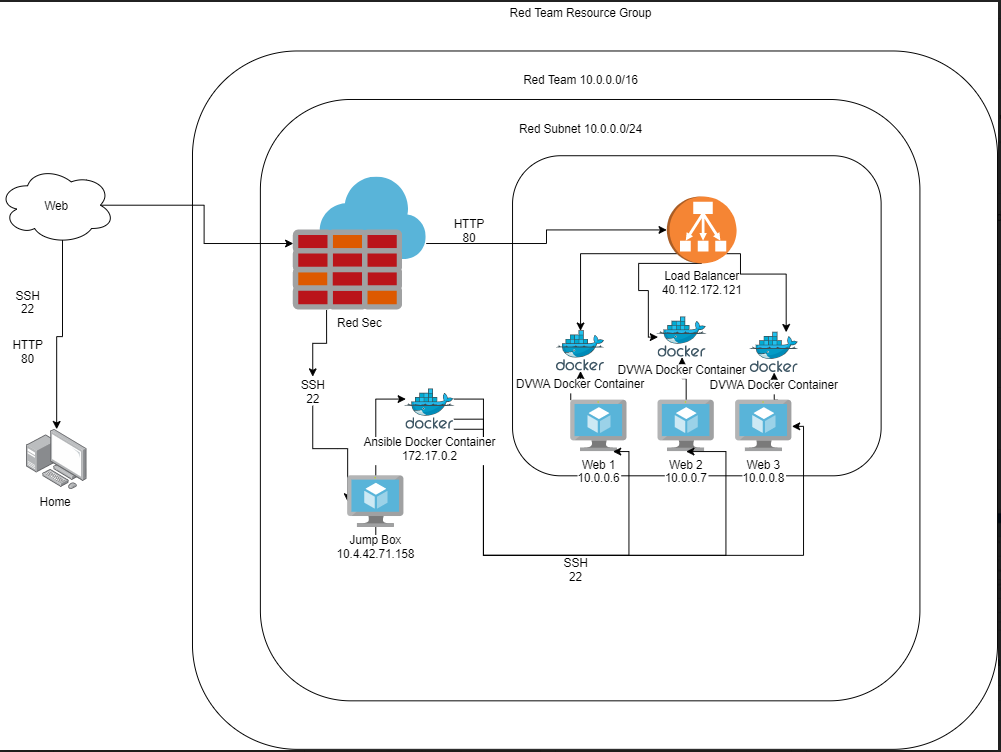 Red Team Resource Group
Red Team 10.0.0.0/16
Red Subnet 10.0.0.0/24
Web
HTTP
80
Load Balancer
40.112.172.121
SSH
22
HTTP
80
Red Sec
docker
docker
docker
DVWA Docker Container
DVWA Docker Container
DVWA Docker Container
SSH
22
docker
Ansible Docker Container
172.17.0.2
Home
Web 1
10.0.0.6
Web 2
10.0.0.7
Web 3
10.0.0.8
Jump Box
10.4.42.71.158
SSH
22